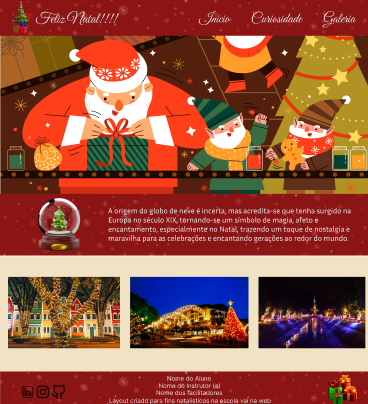 Feliz Natal!!!!
Início Curiosidade Galeria
A origem do globo de neve é incerta, mas acredita-se que tenha surgido na
Europa no século XIX, tornando-se um símbolo de magia, afeto e
encantamento, especialmente no Natal, trazendo um toque de nostalgia e
maravilha para as celebrações e encantando gerações ao redor do mundo.
Nome do Aluno
Nome do Instrutor (a)
Nome dos facilitadores
Layout criado para fins natalísticos na escola vai na web